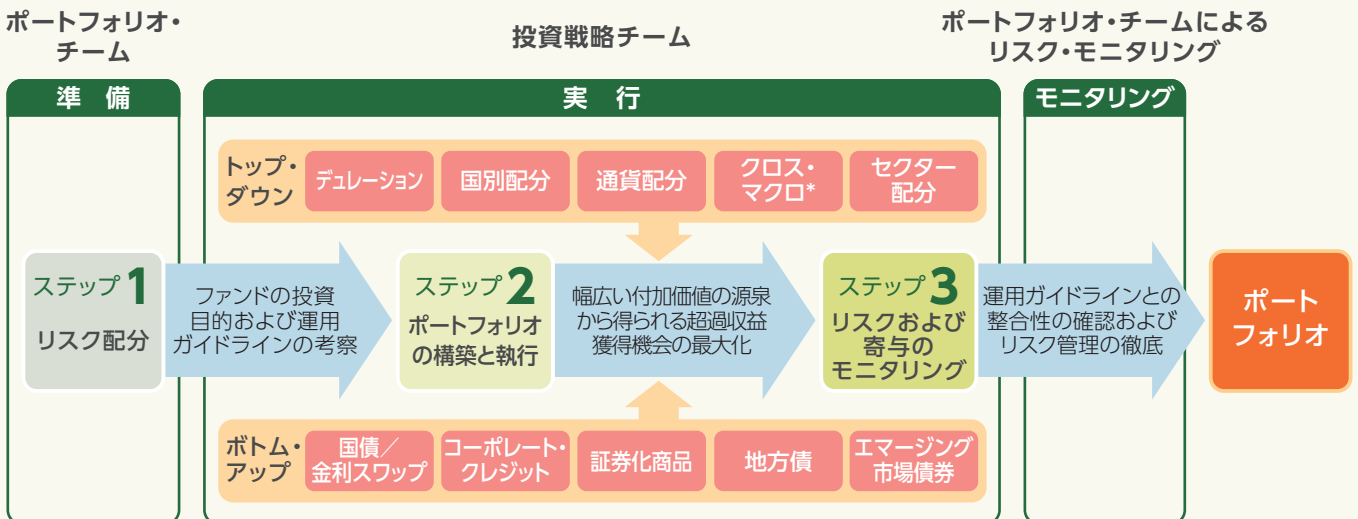 ポートフォリオ・
チーム
投資戦略チーム
ポートフォリオ・チームによる
リスク・モニタリング
準 備
実 行
モニタリング
トップ・
ダウン
デュレーション
国別配分
通貨配分
クロス・
マクロ*
セクター
配分
ステップ1
リスク配分
ファンドの投資
目的および運用
ガイドラインの考察
ステップ2
ポートフォリオ
の構築と執行
幅広い付加価値の源泉
から得られる超過収益
獲得機会の最大化
ステップ3
リスクおよび
寄与の
モニタリング
運用ガイドラインとの
整合性の確認および
リスク管理の徹底
ポート
フォリオ
ボトム・
アップ
国債／
金利スワップ
コーポレート・
クレジット
証券化商品
地方債
エマージング
市場債券